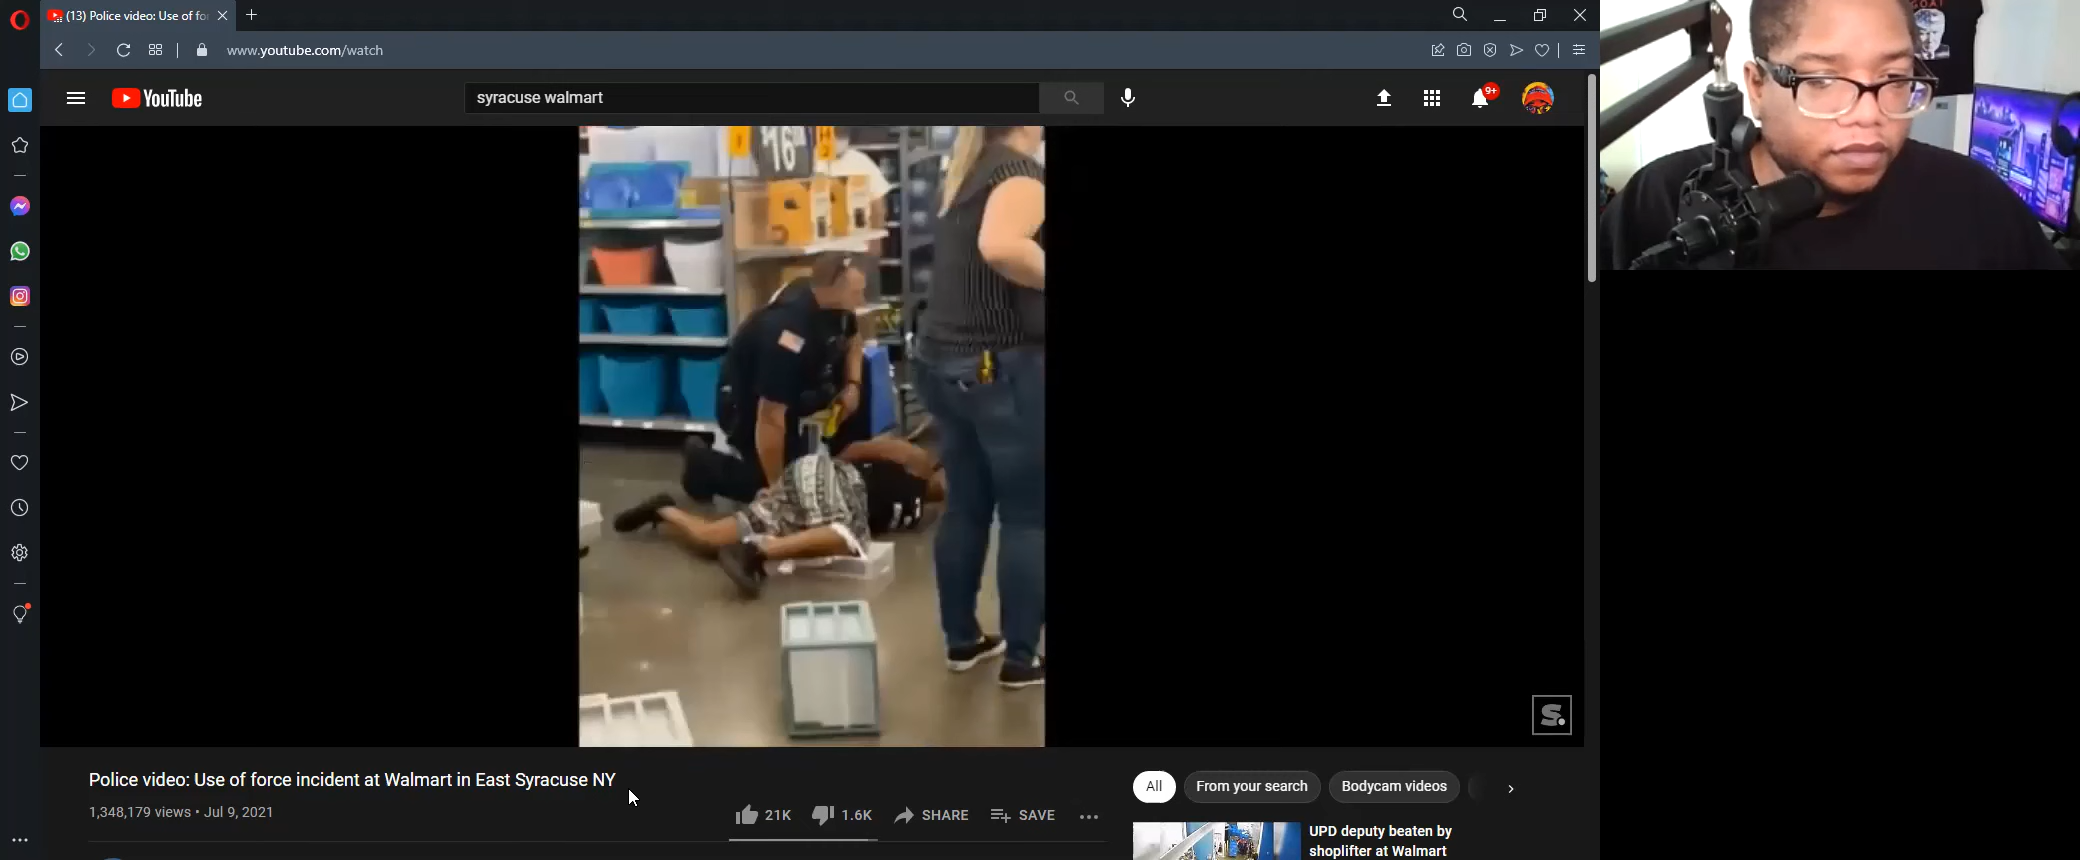 (13) Police video: Use of fo
www.youtube.com/watch
YouTube
syracuse walmart
9+
16
S.
Police video: Use of force incident at Walmart in East Syracuse NY
1,348,179 views • Jul 9, 2021
21K
1.6K
SHARE
SAVE
All
From your search
Bodycam videos
UPD deputy beaten by
shoplifter at Walmart